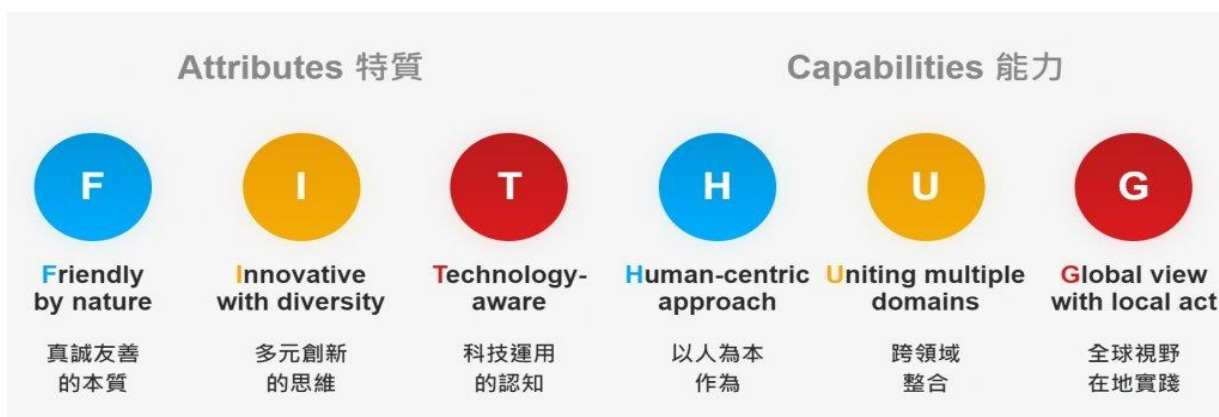 Attributes 特質
Capabilities 能力
F
I
T
H
U
G
Friendly
by nature
Innovative
with diversity
Technology-
aware
Human-centric
approach
Uniting multiple
domains
Global view
with local act
真誠友善
的本質
多元創新
的思維
科技運用
的認知
以人為本
作為
跨領域
整合
全球視野
在地實踐